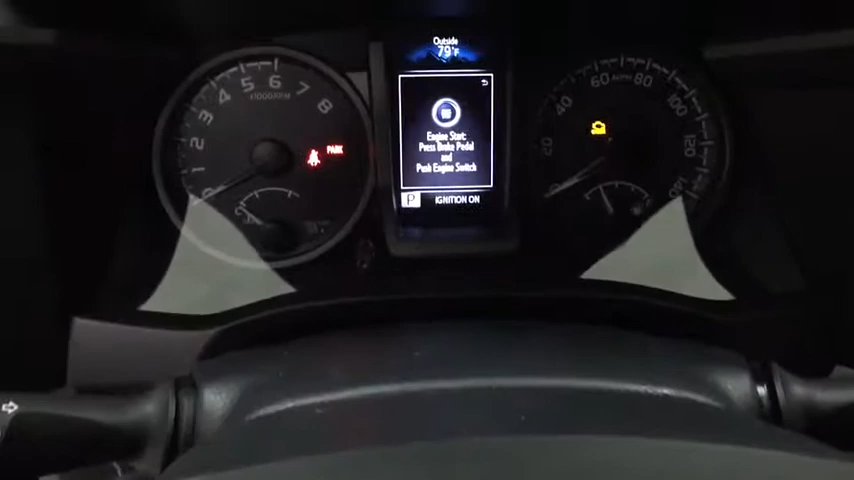 Outside
79°F
4 5 6 7 8
3
2
1
0
x1000RPM
PARK
Engine Start:
Press Brake Pedal
and
Push Engine Switch
P IGNITION ON
MPH
20 40 60 80 100 120 140